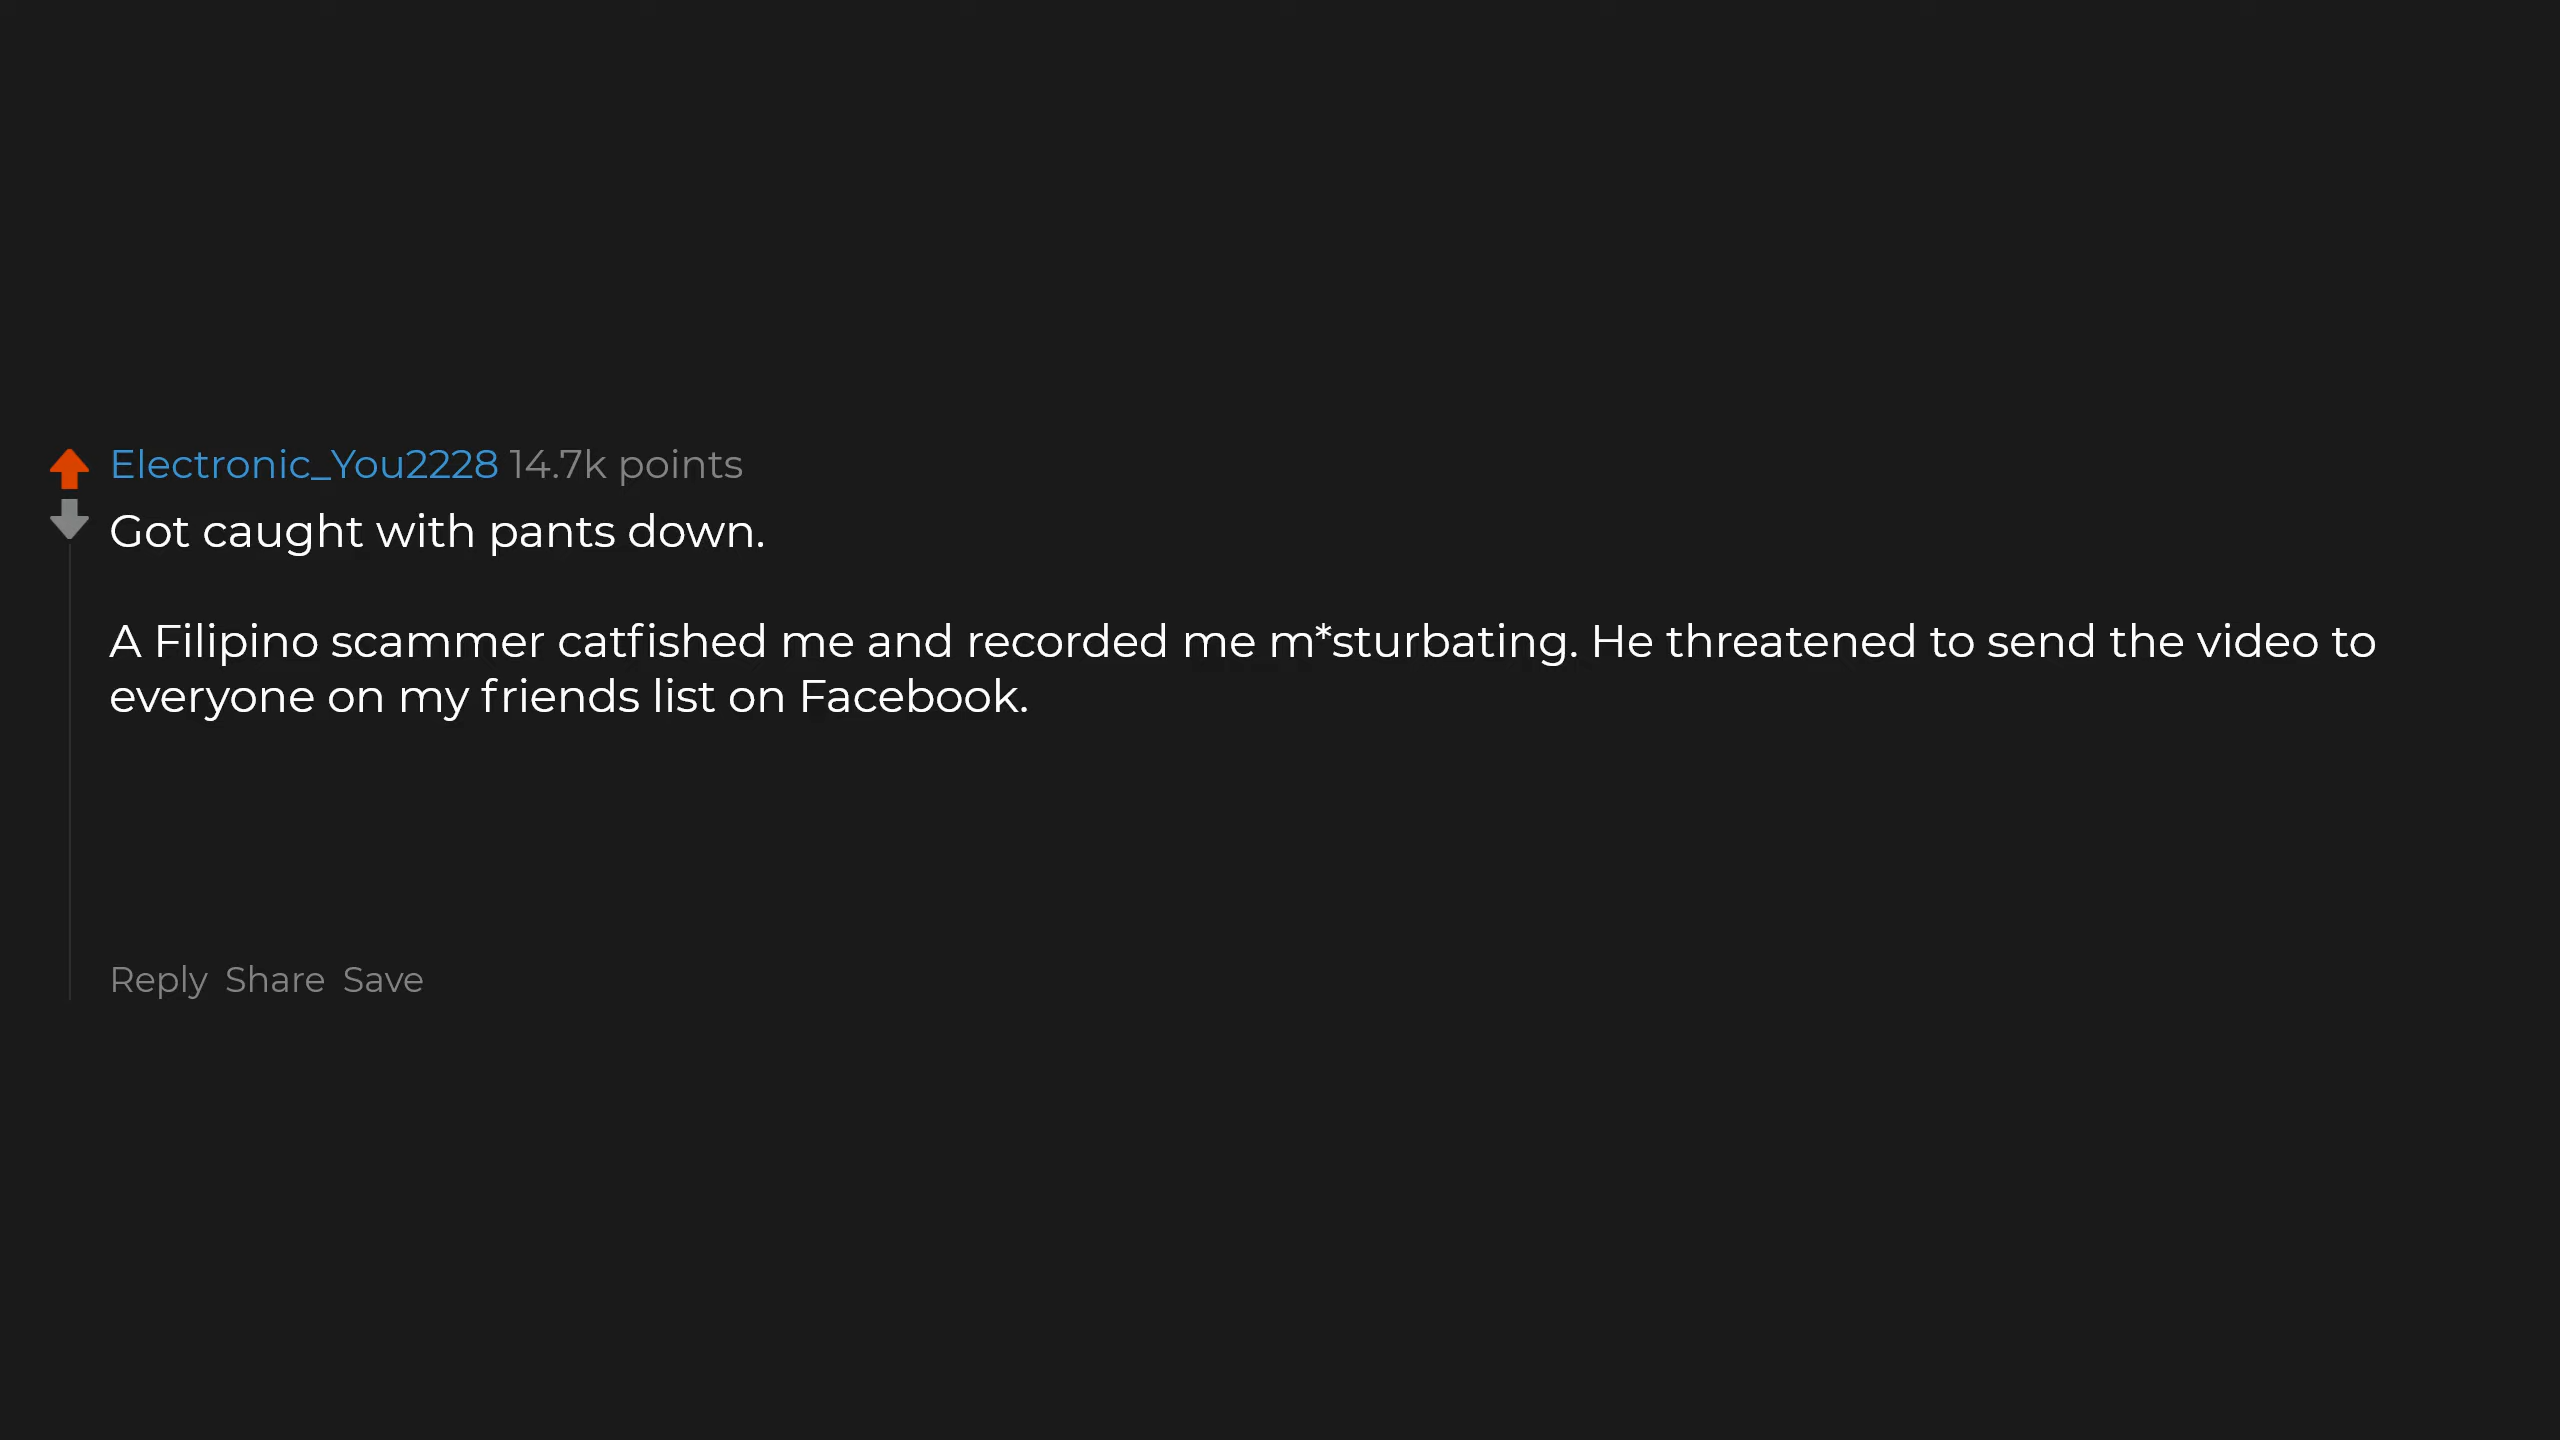 Electronic_You2228 14.7k points
Got caught with pants down.
A Filipino scammer catfished me and recorded me m*sturbating. He threatened to send the video to
everyone on my friends list on Facebook.
Reply Share Save